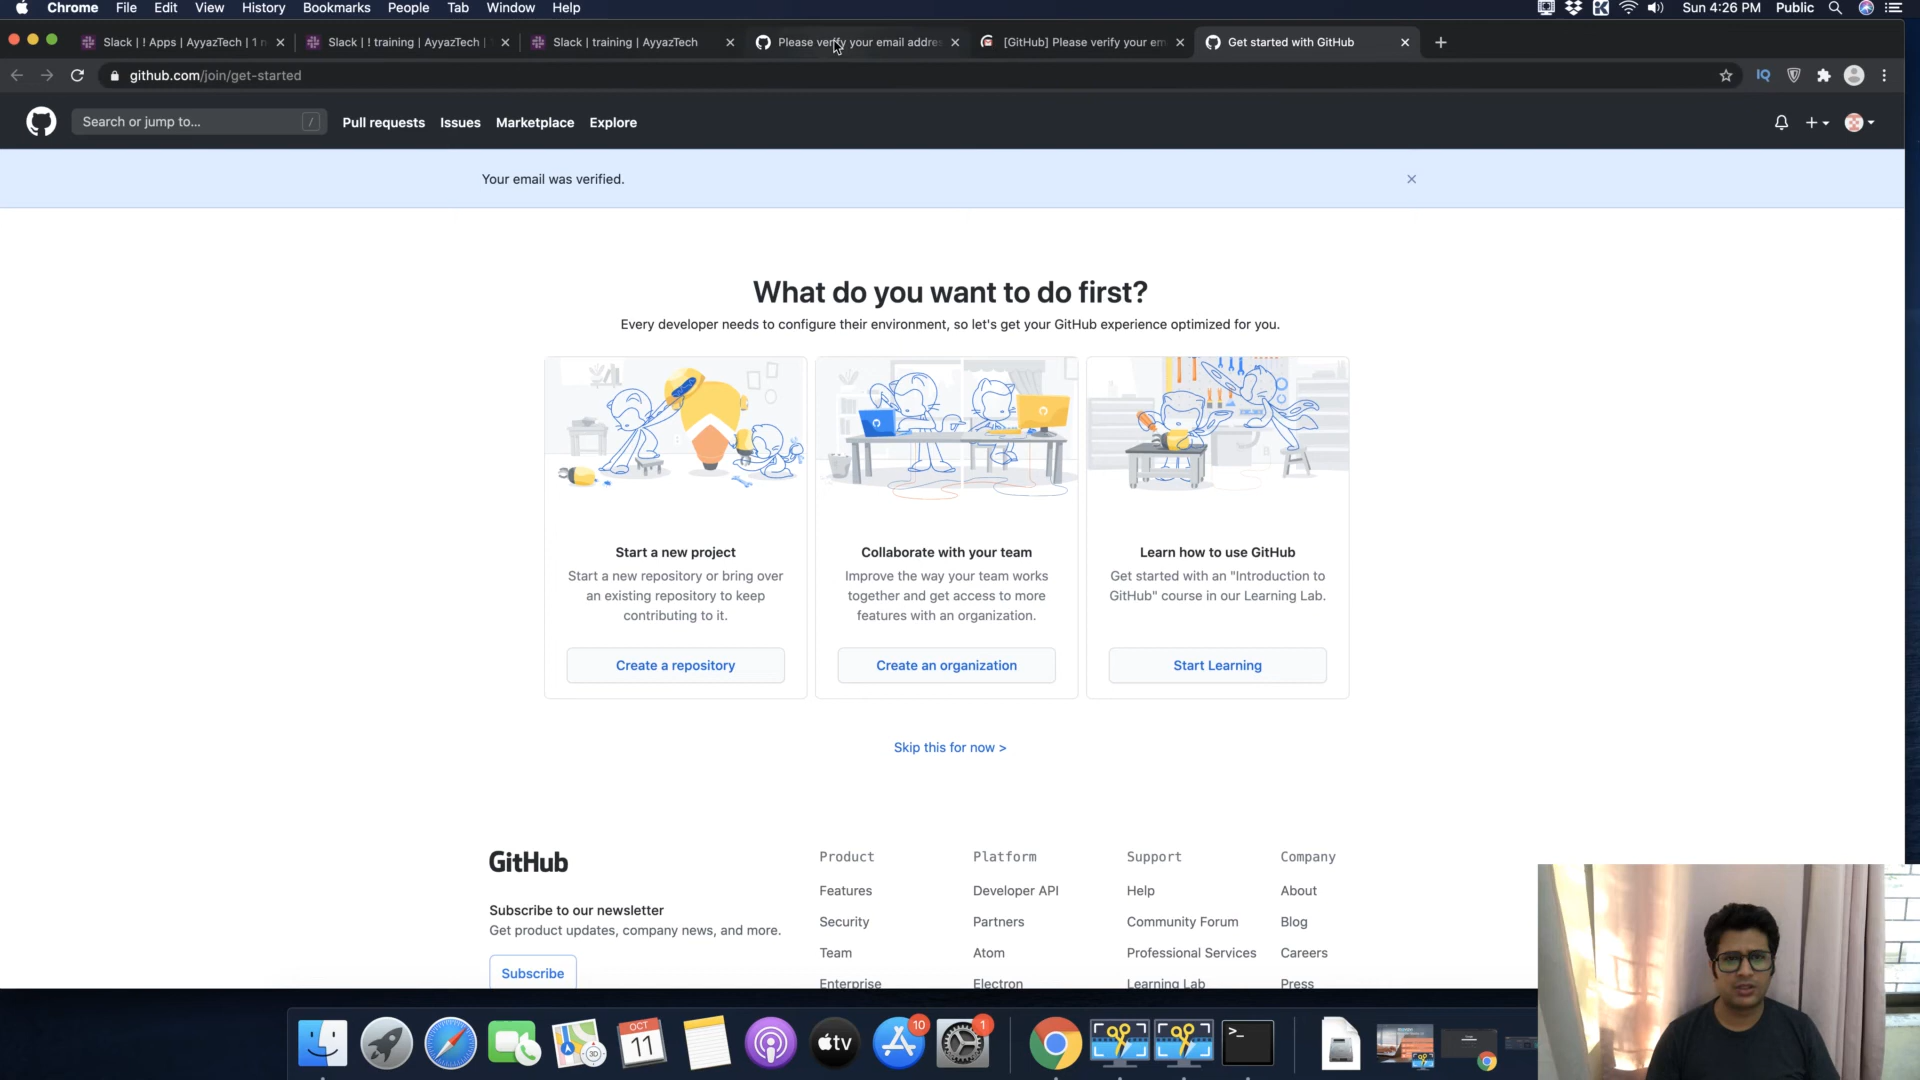 Chrome File Edit View History Bookmarks People Tab Window Help
Sun 4:26 PM Public
Slack | ! Apps | AyyazTech | 1 n
Slack | ! training | AyyazTech |
Slack | training | AyyazTech
Please verify your email addre
[GitHub] Please verify your em
Get started with GitHub
github.com/join/get-started
IQ
Search or jump to... /
Pull requests Issues Marketplace Explore
Your email was verified.
What do you want to do first?
Every developer needs to configure their environment, so let's get your GitHub experience optimized for you.
Start a new project
Start a new repository or bring over
an existing repository to keep
contributing to it.
Create a repository
Collaborate with your team
Improve the way your team works
together and get access to more
features with an organization.
Create an organization
Learn how to use GitHub
Get started with an "Introduction to
GitHub" course in our Learning Lab.
Start Learning
Skip this for now >
GitHub
Subscribe to our newsletter
Get product updates, company news, and more.
Subscribe
Product
Features
Security
Team
Enterprise
Platform
Developer API
Partners
Atom
Electron
Support
Help
Community Forum
Professional Services
Learning Lab
Company
About
Blog
Careers
Press
3D
OCT
11
tv
10
1
>_